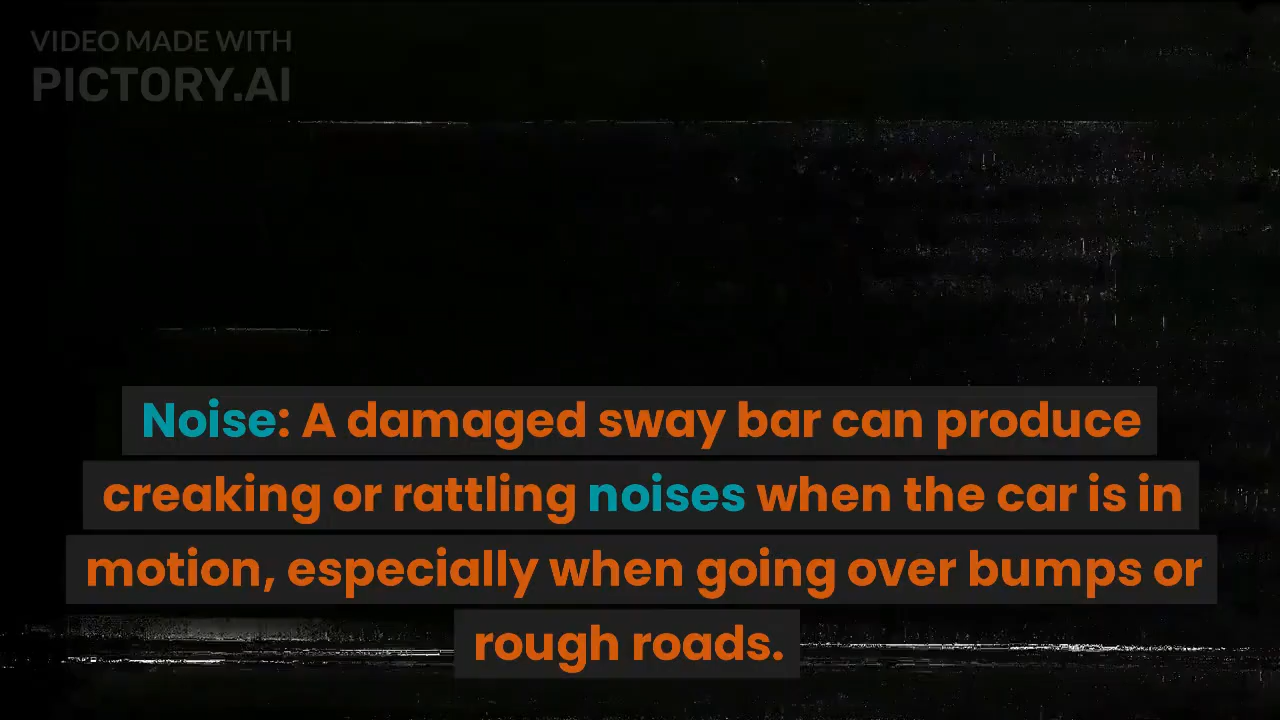 VIDEO MADE WITH
PICTORY.AI
Noise: A damaged sway bar can produce
creaking or rattling noises when the car is in
motion, especially when going over bumps or
rough roads.